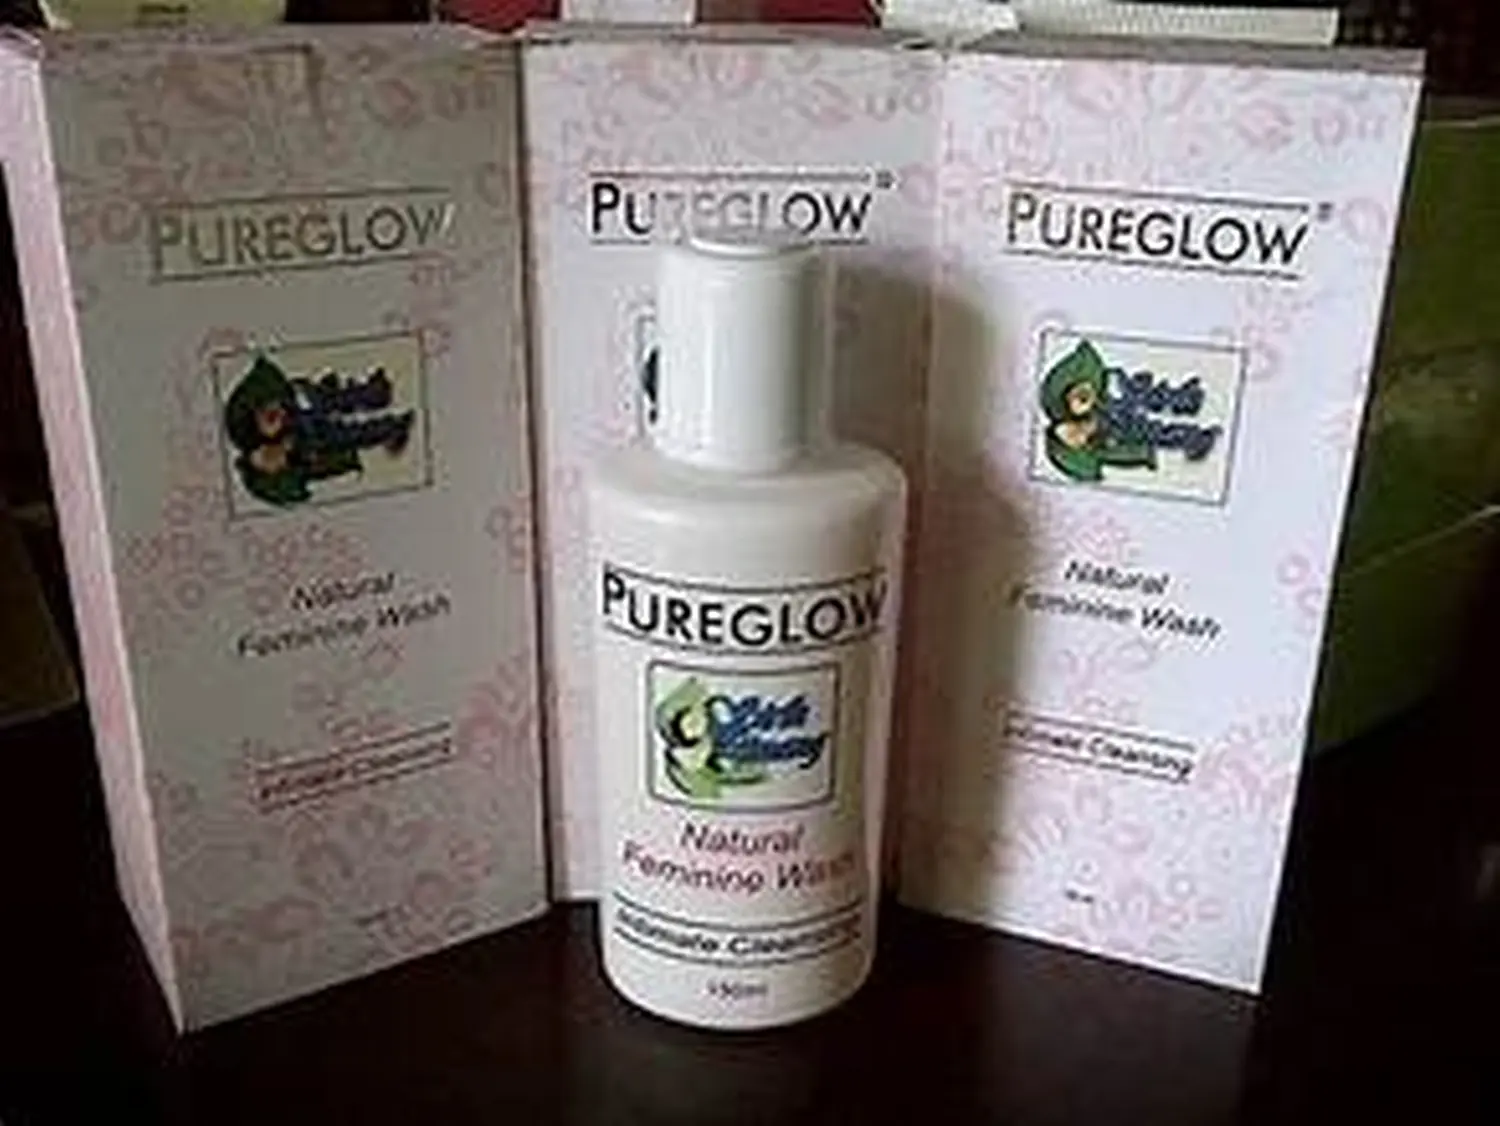 PUREGLOW
Natural
Feminine Wash
Intimate Cleansing
PUREGLOW®
PUREGLOW®
Natural
Feminine Wash
Intimate Cleansing
PUREGLOW
Natural
Feminine Wash
Intimate Cleansing
150ml